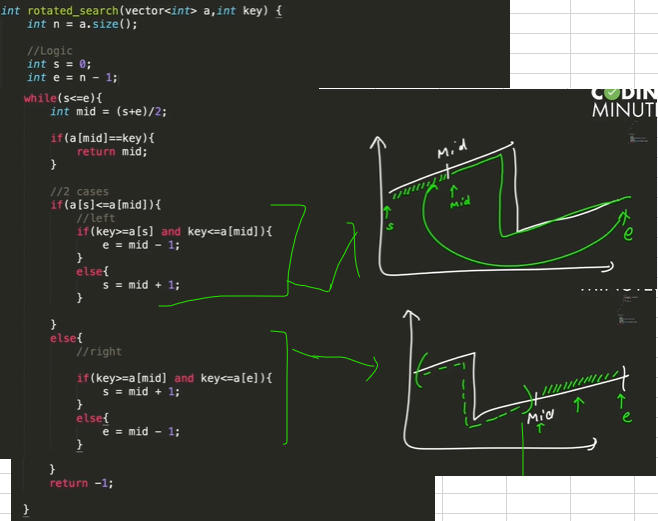 int rotated_search(vector<int> a,int key) {
int n = a.size();
//Logic
int s = 0;
int e = n - 1;
while(s<=e){
int mid = (s+e)/2;
if(a[mid]==key){
return mid;
}
//2 cases
if(a[s]<=a[mid]){
//left
if(key>=a[s] and key<=a[mid]){
e = mid - 1;
}
else{
s = mid + 1;
}
}
else{
//right
if(key>=a[mid] and key<=a[e]){
s = mid + 1;
}
else{
e = mid - 1;
}
}
return -1;
}
MINUTE
Mid
Mid
s
e
Mid
e